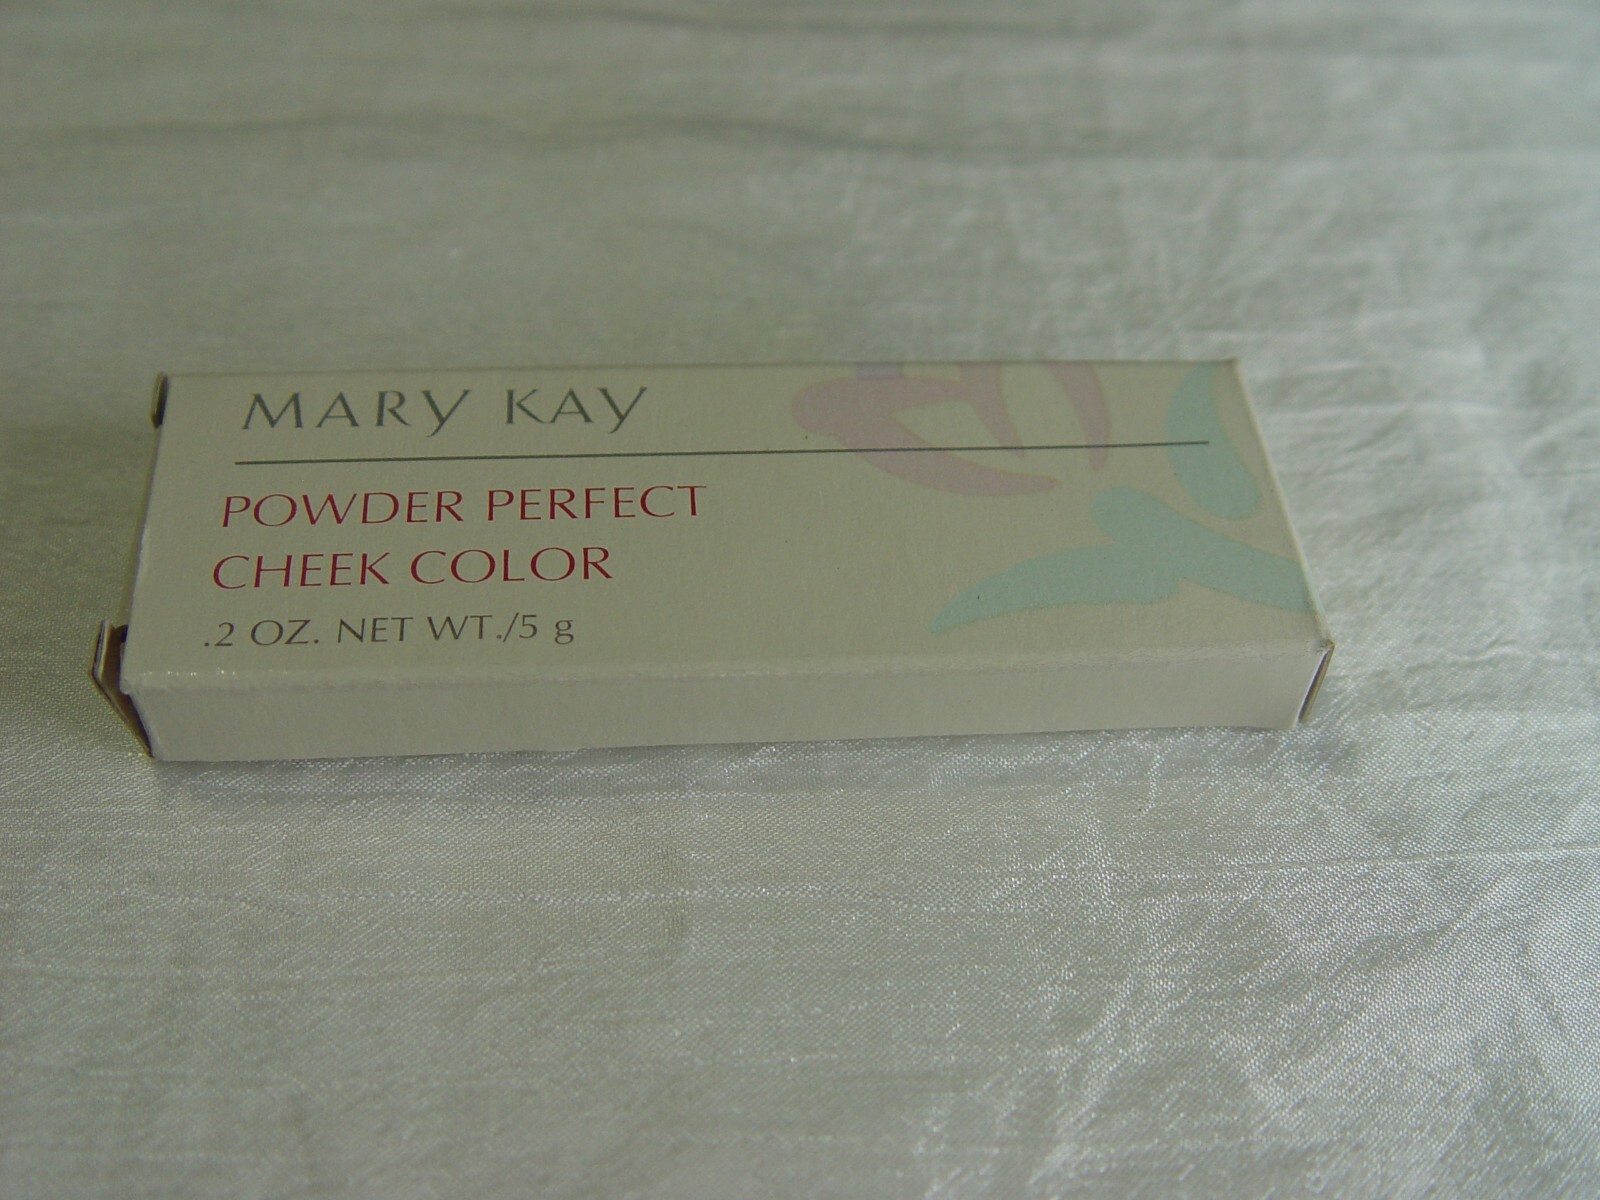 MARY KAY
POWDER PERFECT
CHEEK COLOR
.2 OZ. NET WT./5 g